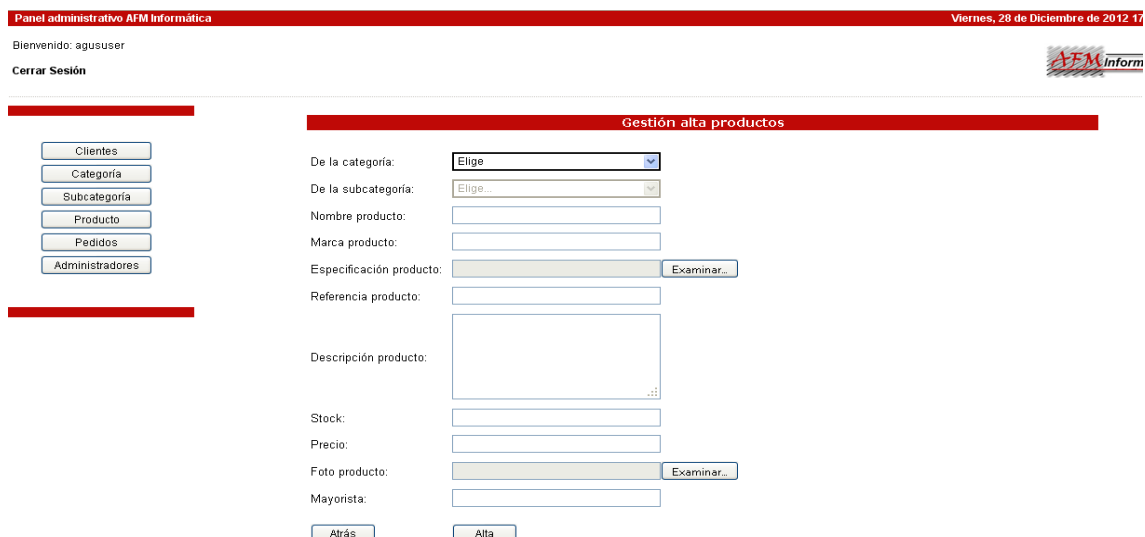 Panel administrativo AFM Informática
Viernes, 28 de Diciembre de 2012 17
Bienvenido: agususer
Cerrar Sesión
AFM Inform
Gestión alta productos
Clientes
Categoría
Subcategoría
Producto
Pedidos
Administradores
De la categoría: Elige
De la subcategoría: Elige...
Nombre producto:
Marca producto:
Especificación producto: Examinar...
Referencia producto:
Descripción producto:
Stock:
Precio:
Foto producto: Examinar...
Mayorista:
Atrás Alta